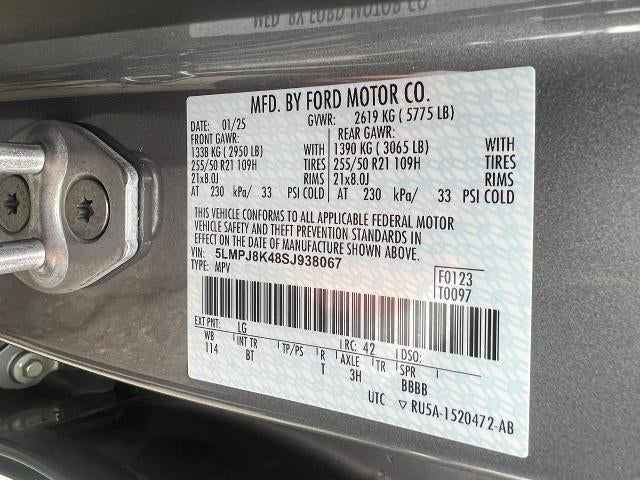 MFD. BY FORD MOTOR CO.
DATE: 01/25 GVWR: 2619 KG ( 5775 LB)
FRONT GAWR: REAR GAWR:
1338 KG ( 2950 LB) WITH 1390 KG ( 3065 LB) WITH
255/50 R21 109H TIRES 255/50 R21 109H TIRES
21x8.0J RIMS 21x8.0J RIMS
AT 230 kPa/ 33 PSI COLD AT 230 kPa/ 33 PSI COLD
THIS VEHICLE CONFORMS TO ALL APPLICABLE FEDERAL MOTOR
VEHICLE SAFETY AND THEFT PREVENTION STANDARDS IN
EFFECT ON THE DATE OF MANUFACTURE SHOWN ABOVE.
VIN: 5LMPJ8K48SJ938067
TYPE: MPV
F0123
T0097
EXT PNT: LG RC: 42 DSO:
WB INT TR TP/PS R AXLE TR SPR
114 BT T 3H BBBB
UTC ▽ RU5A-1520472-AB